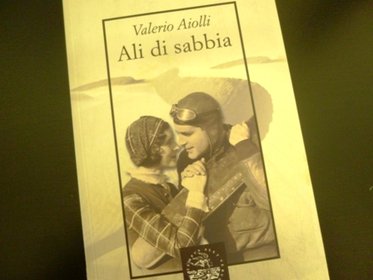 Valerio Aiolli
Ali di sabbia